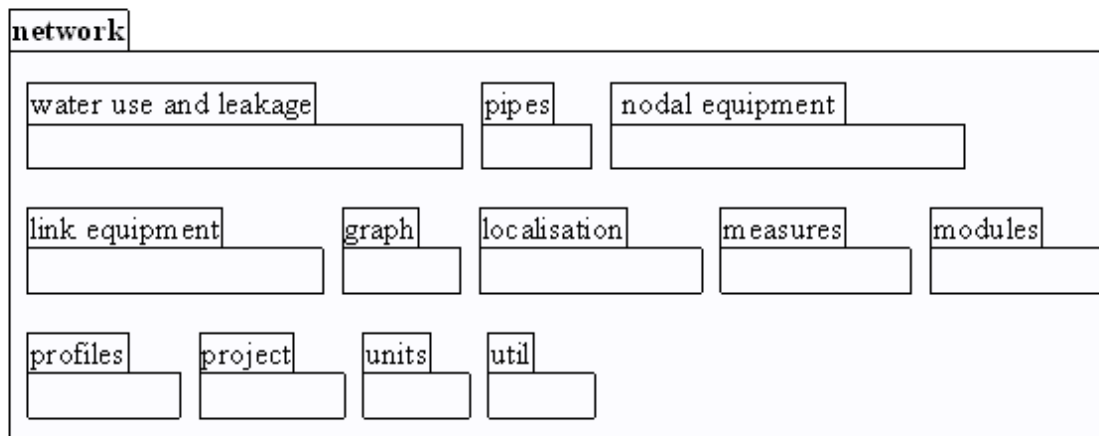 network
water use and leakage pipes nodal equipment
link equipment graph localisation measures modules
profiles project units util